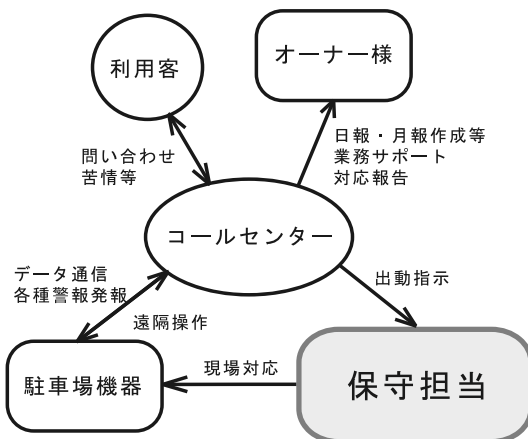 利用客
オーナー様
問い合わせ
苦情等
日報・月報作成等
業務サポート
対応報告
コールセンター
データ通信
各種警報発報
遠隔操作
出動指示
駐車場機器
現場対応
保守担当